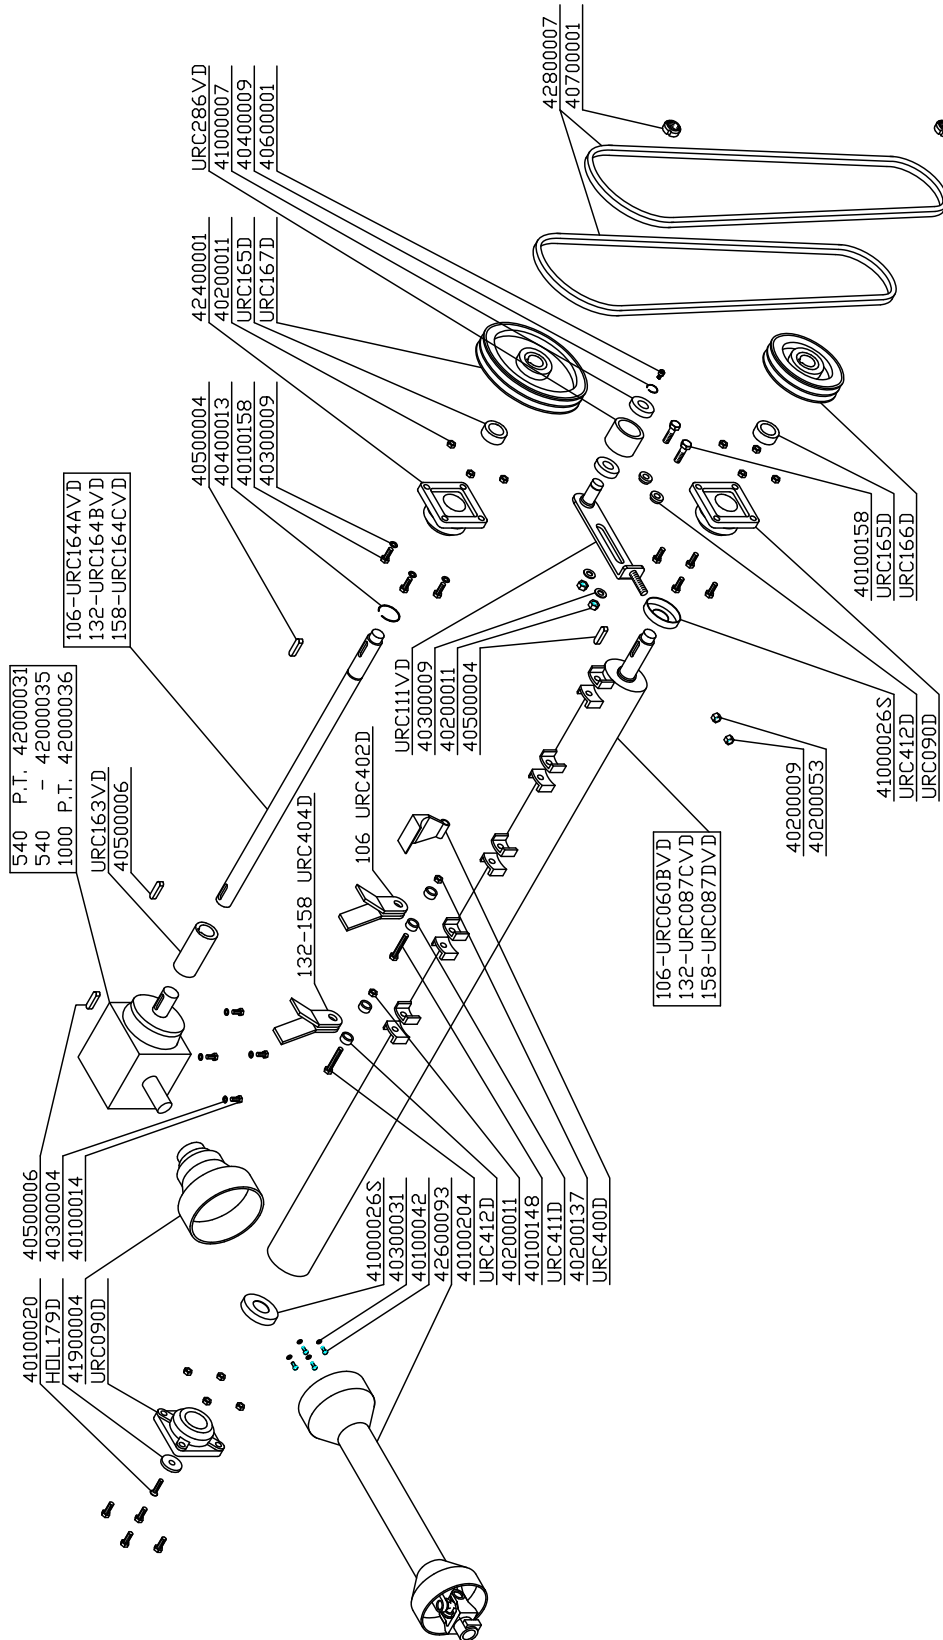 540 P.T. 42000031
540 - 42000035
1000 P.T. 42000036
URC163VD
40500006
106-URC164AVD
132-URC164BVD
158-URC164CVD
40500004
40400013
40100158
40300009
42400001
40200011
URC165D
URC167D
URC286VD
41000007
40400009
40600001
42800007
40700001
40500006
40300004
40100014
40100020
HOL179D
41900004
URC090D
132-158 URC404D
106 URC402D
URC111VD
40300009
40200011
40500004
40100158
URC165D
URC166D
41000026S
URC412D
URC090D
40200009
40200053
106-URC060BVD
132-URC087CVD
158-URC087DVD
41000026S
40300031
40100042
42600093
40100204
URC412D
40200011
40100148
URC411D
40200137
URC400D